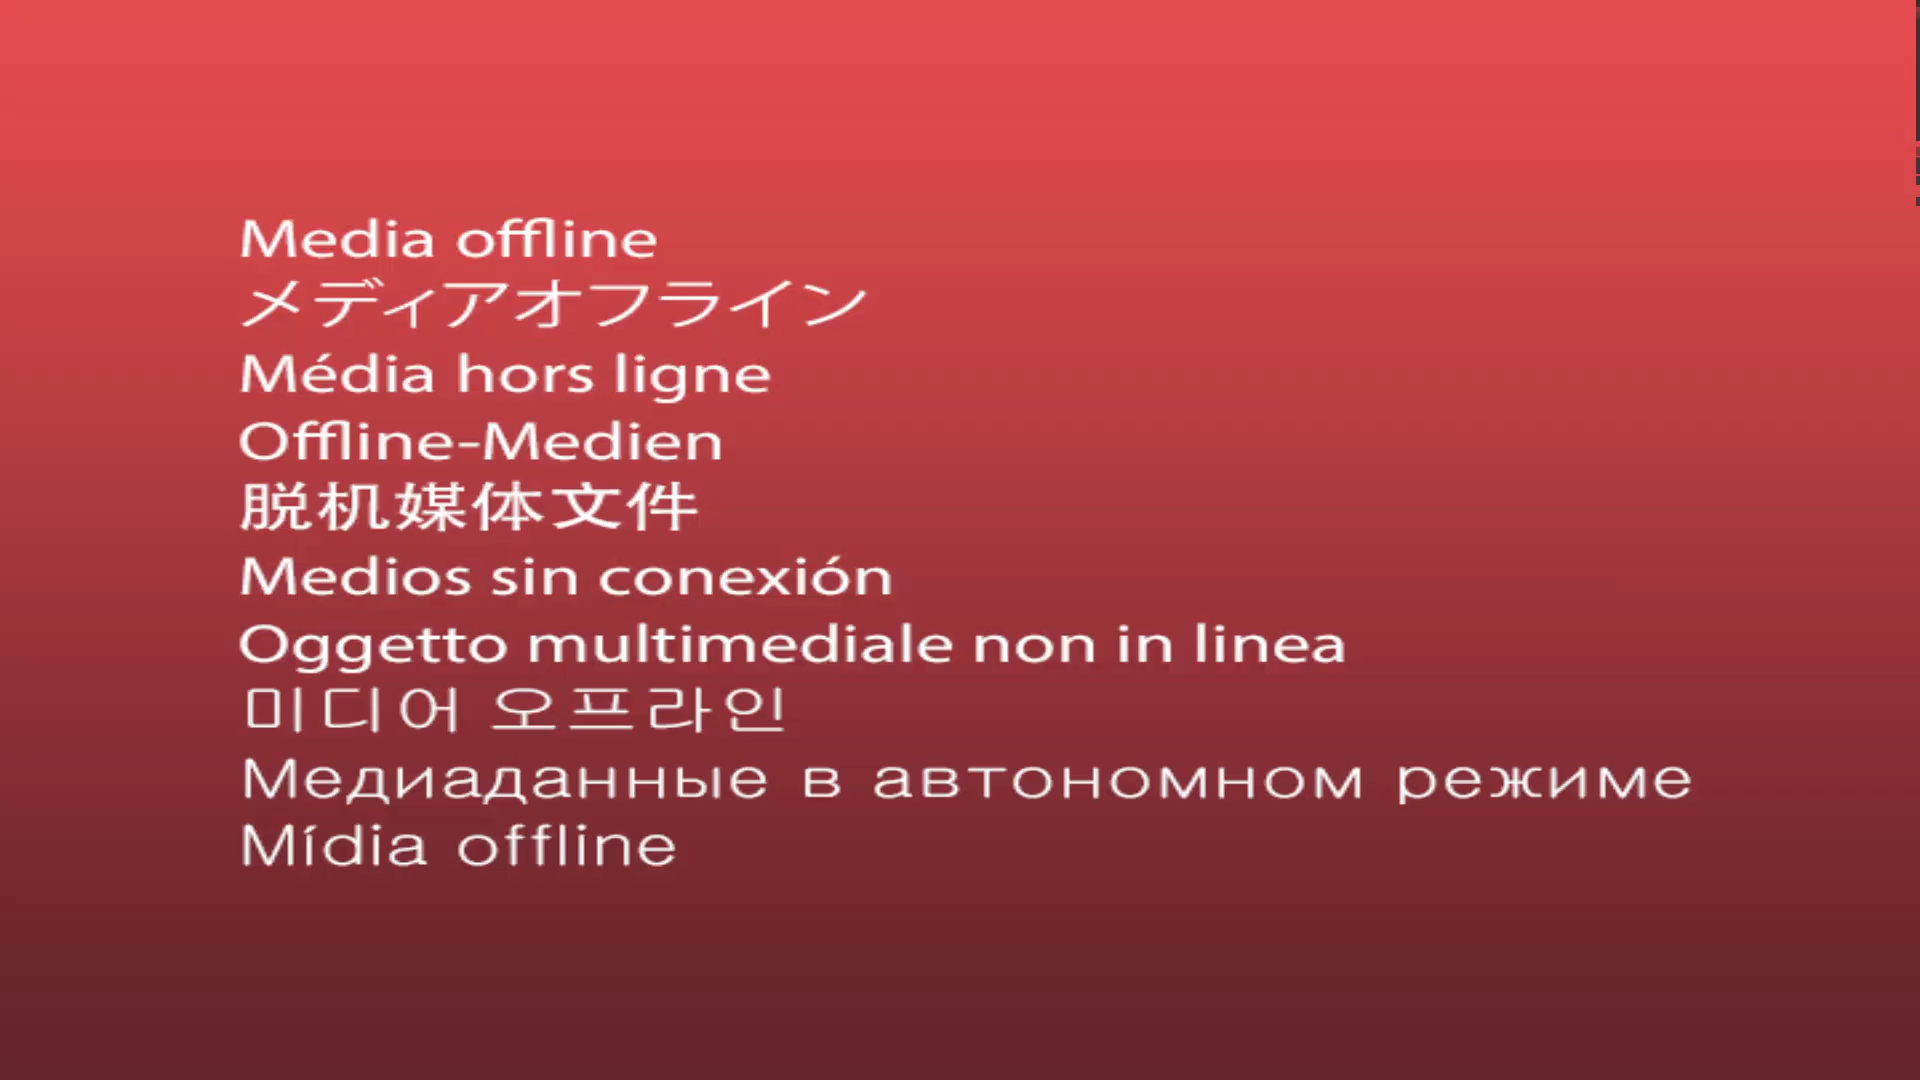 Media offline
メディアオフライン
Média hors ligne
Offline-Medien
脱机媒体文件
Medios sin conexión
Oggetto multimediale non in linea
미디어 오프라인
Медиаданные в автономном режиме
Mídia offline